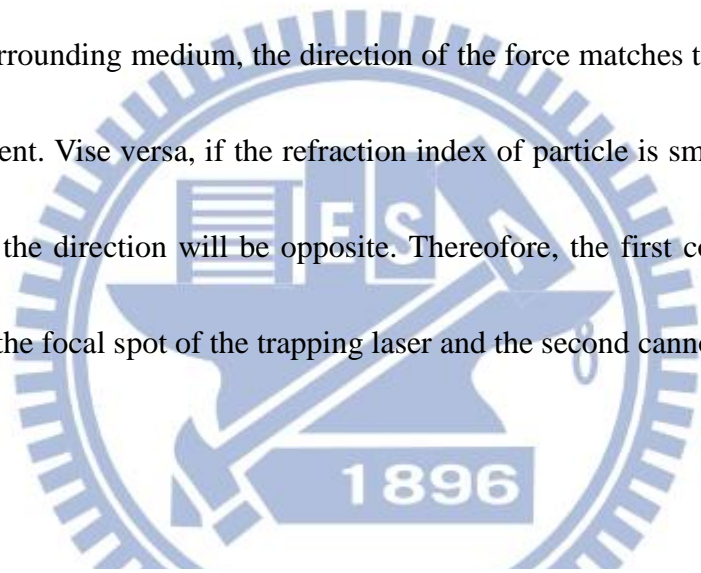 rrounding medium, the direction of the force matches t
ent. Vise versa, if the refraction index of particle is sm
the direction will be opposite. Thereofore, the first co
the focal spot of the trapping laser and the second canno
E S A
1896